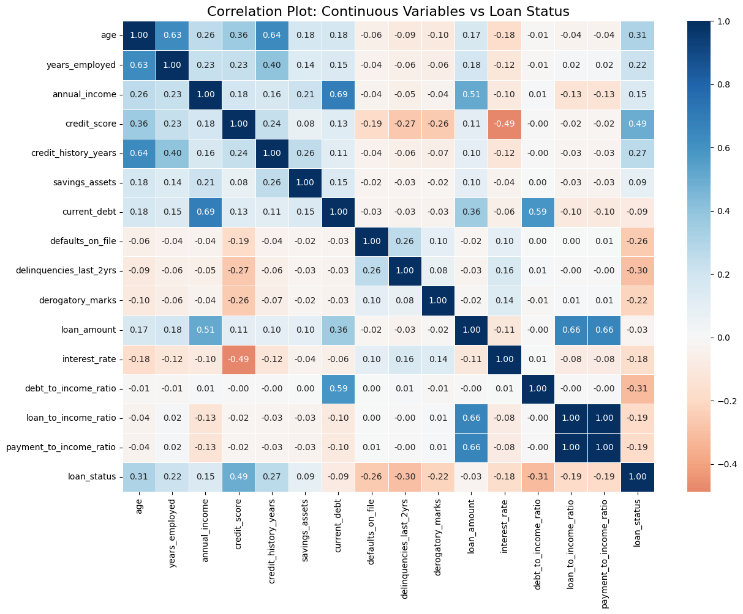 Correlation Plot: Continuous Variables vs Loan Status
age 1.00 0.63 0.26 0.36 0.64 0.18 0.18 -0.06 -0.09 -0.10 0.17 -0.18 -0.01 -0.04 -0.04 0.31
years_employed 0.63 1.00 0.23 0.23 0.40 0.14 0.15 -0.04 -0.06 -0.06 0.18 -0.12 -0.01 0.02 0.02 0.22
annual_income 0.26 0.23 1.00 0.18 0.16 0.21 0.69 -0.04 -0.05 -0.04 0.51 -0.10 0.01 -0.13 -0.13 0.15
credit_score 0.36 0.23 0.18 1.00 0.24 0.08 0.13 -0.19 -0.27 -0.26 0.11 -0.49 -0.00 -0.02 -0.02 0.49
credit_history_years 0.64 0.40 0.16 0.24 1.00 0.26 0.11 -0.04 -0.06 -0.07 0.10 -0.12 0.00 -0.03 -0.03 0.27
savings_assets 0.18 0.14 0.21 0.08 0.26 1.00 0.15 -0.02 -0.03 -0.02 0.10 -0.04 0.00 -0.03 -0.03 0.09
current_debt 0.18 0.15 0.69 0.13 0.11 0.15 1.00 -0.03 -0.03 -0.03 0.36 -0.06 0.59 -0.10 -0.10 -0.09
defaults_on_file -0.06 -0.04 -0.04 -0.19 -0.04 -0.02 -0.03 1.00 0.26 0.10 -0.02 0.10 0.00 0.00 0.01 -0.26
delinquencies_last_2yrs -0.09 -0.06 -0.05 -0.27 -0.06 -0.03 -0.03 0.26 1.00 0.08 -0.03 0.16 0.01 -0.00 -0.00 -0.30
derogatory_marks -0.10 -0.06 -0.04 -0.26 -0.07 -0.02 -0.03 0.10 0.08 1.00 -0.02 0.14 -0.01 0.01 0.01 -0.22
loan_amount 0.17 0.18 0.51 0.11 0.10 0.10 0.36 -0.02 -0.03 -0.02 1.00 -0.11 -0.00 0.66 0.66 -0.03
interest_rate -0.18 -0.12 -0.10 -0.49 -0.12 -0.04 -0.06 0.10 0.16 0.14 -0.11 1.00 0.01 -0.08 -0.08 -0.18
debt_to_income_ratio -0.01 -0.01 0.01 -0.00 -0.00 0.00 0.59 0.00 0.01 -0.01 -0.00 0.01 1.00 -0.00 -0.00 -0.31
loan_to_income_ratio -0.04 0.02 -0.13 -0.02 -0.03 -0.03 -0.10 0.00 -0.00 0.01 0.66 -0.08 -0.00 1.00 1.00 -0.19
payment_to_income_ratio -0.04 0.02 -0.13 -0.02 -0.03 -0.03 -0.10 0.01 -0.00 0.01 0.66 -0.08 -0.00 1.00 1.00 -0.19
loan_status 0.31 0.22 0.15 0.49 0.27 0.09 -0.09 -0.26 -0.30 -0.22 -0.03 -0.18 -0.31 -0.19 -0.19 1.00
age
years_employed
annual_income
credit_score
credit_history_years
savings_assets
current_debt
defaults_on_file
delinquencies_last_2yrs
derogatory_marks
loan_amount
interest_rate
debt_to_income_ratio
loan_to_income_ratio
payment_to_income_ratio
loan_status
1.0
0.8
0.6
0.4
0.2
0.0
−0.2
−0.4